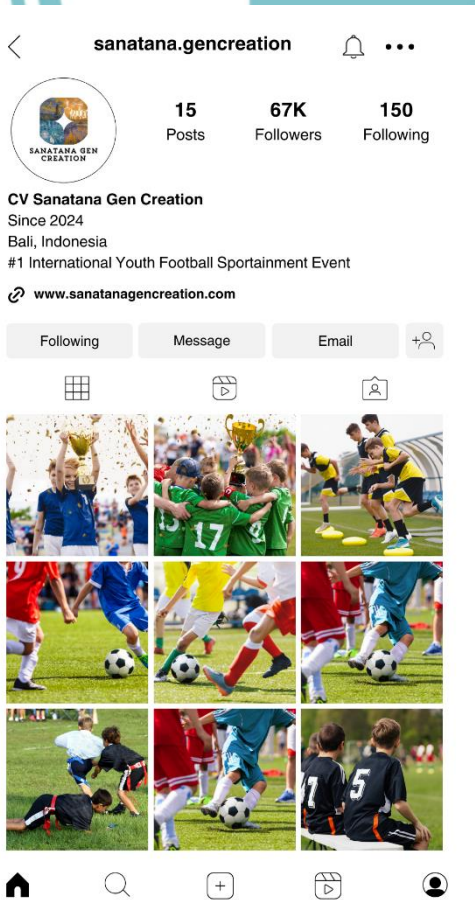 sanatana.gencreation
15 67K 150
Posts Followers Following
SANATANA GEN
CREATION
CV Sanatana Gen Creation
Since 2024
Bali, Indonesia
#1 International Youth Football Sportainment Event
www.sanatanagencreation.com
Following Message Email
17
9
17
5